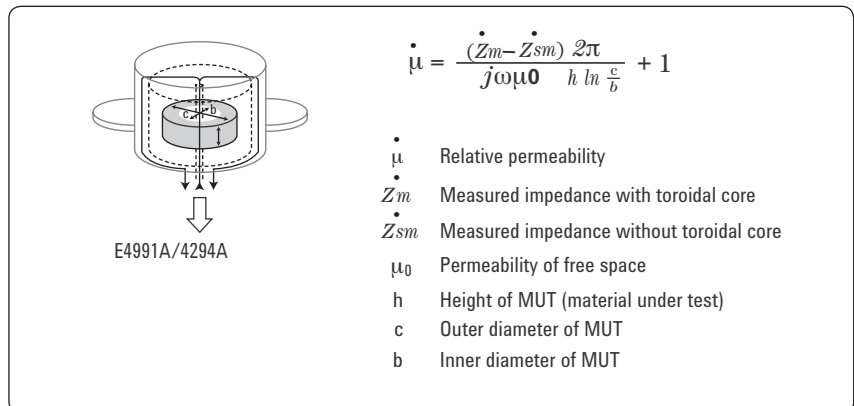 c b
E4991A/4294A
μ̇ = (Żm – Żsm) 2π / jωμ0 h ln c/b + 1
μ̇ Relative permeability
Żm Measured impedance with toroidal core
Żsm Measured impedance without toroidal core
μ0 Permeability of free space
h Height of MUT (material under test)
c Outer diameter of MUT
b Inner diameter of MUT